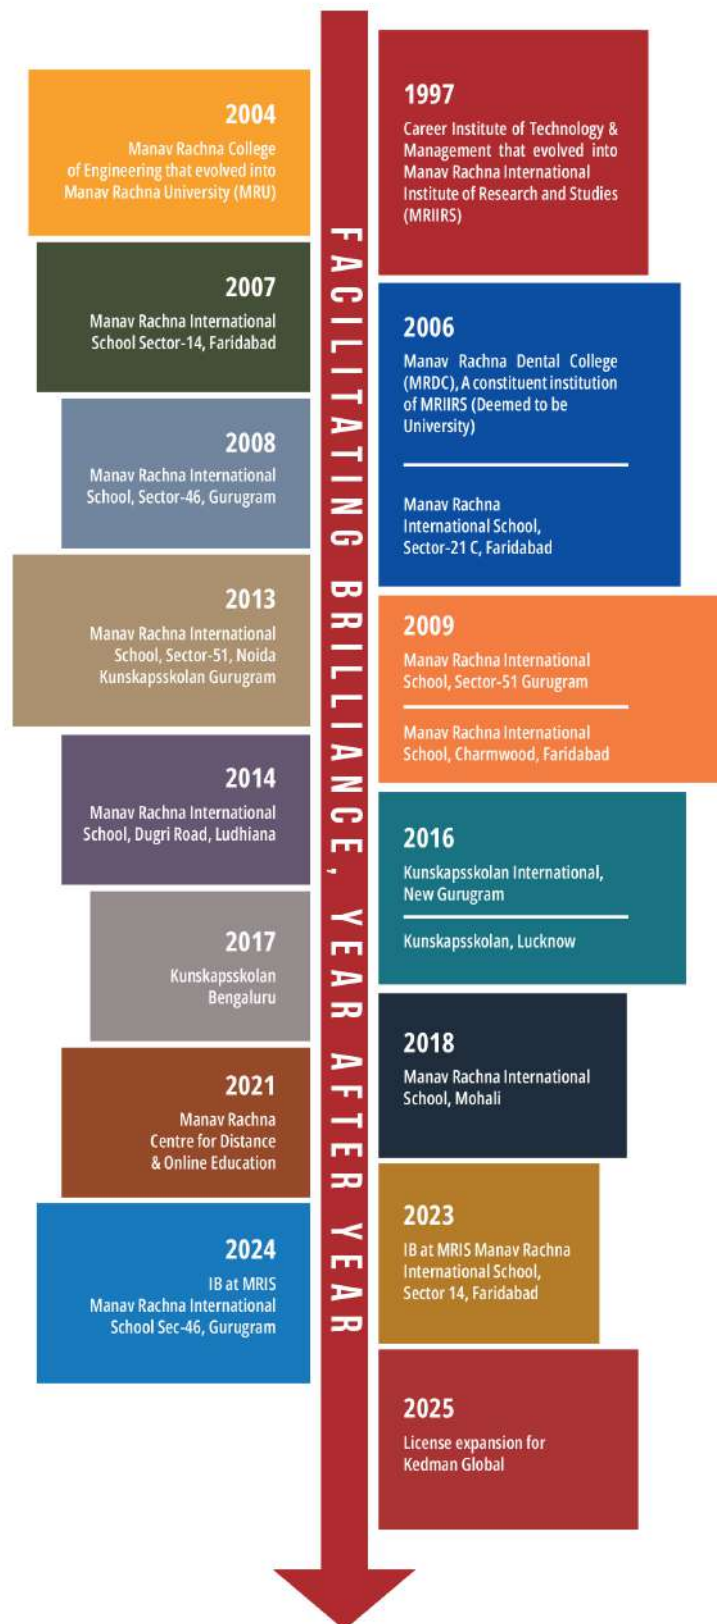 1997
Career Institute of Technology &
Management that evolved into
Manav Rachna International
Institute of Research and Studies
(MRIIRS)
2004
Manav Rachna College
of Engineering that evolved into
Manav Rachna University (MRU)
2006
Manav Rachna Dental College
(MRDC), A constituent institution
of MRIIRS (Deemed to be
University)
Manav Rachna
International School,
Sector-21 C, Faridabad
2007
Manav Rachna International
School Sector-14, Faridabad
2008
Manav Rachna International
School, Sector-46, Gurugram
2009
Manav Rachna International
School, Sector-51 Gurugram
Manav Rachna International
School, Charmwood, Faridabad
2013
Manav Rachna International
School, Sector-51, Noida
Kunskapsskolan Gurugram
2014
Manav Rachna International
School, Dugri Road, Ludhiana
2016
Kunskapsskolan International,
New Gurugram
Kunskapsskolan, Lucknow
2017
Kunskapsskolan
Bengaluru
2018
Manav Rachna International
School, Mohali
2021
Manav Rachna
Centre for Distance
& Online Education
2023
IB at MRIS Manav Rachna
International School,
Sector 14, Faridabad
2024
IB at MRIS
Manav Rachna International
School Sec-46, Gurugram
2025
License expansion for
Kedman Global
FACILITATING BRILLIANCE, YEAR AFTER YEAR